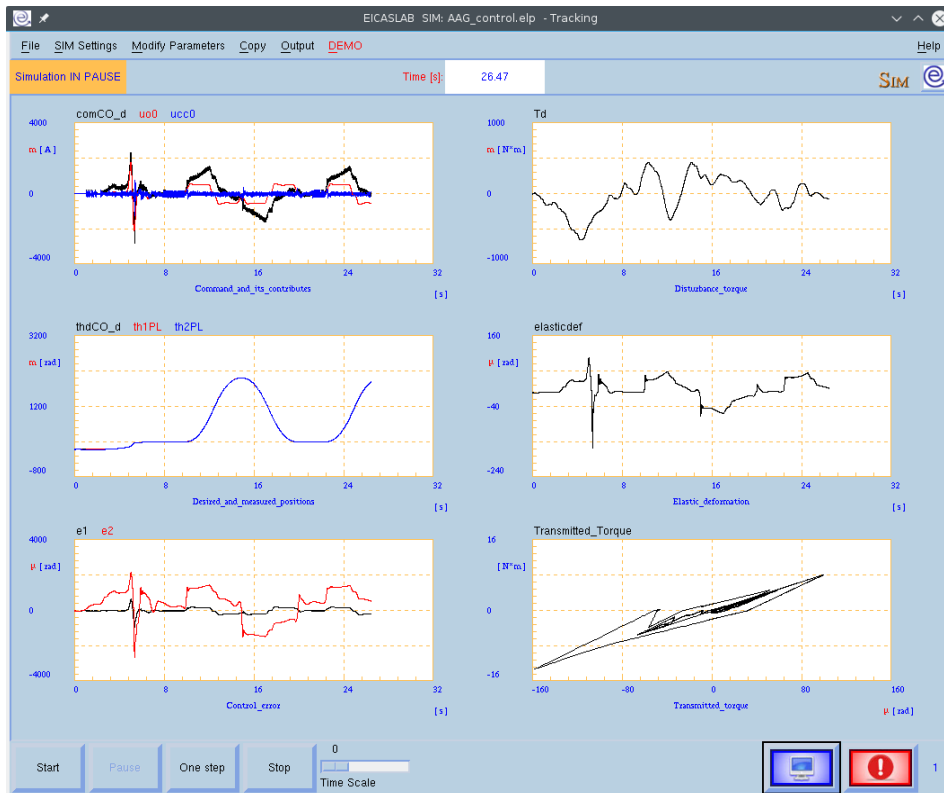 EICASLAB SIM: AAG_control.elp - Tracking
File SIM Settings Modify Parameters Copy Output DEMO Help
Simulation IN PAUSE Time [s]: 26.47 SIM
comCO_d uo0 ucc0
4000
m [ A ]
0
-4000
0 8 16 24 32
Command_and_its_contributes
[ s ]
Td
1000
m [ N*m ]
0
-1000
0 8 16 24 32
Disturbance_torque
[ s ]
thdCO_d th1PL th2PL
3200
m [ rad ]
1200
-800
0 8 16 24 32
Desired_and_measured_positions
[ s ]
elasticdef
160
µ [ rad ]
-40
-240
0 8 16 24 32
Elastic_deformation
[ s ]
e1 e2
4000
µ [ rad ]
0
-4000
0 8 16 24 32
Control_error
[ s ]
Transmitted_Torque
16
[ N*m ]
0
-16
-160 -80 0 80 160
Transmitted_torque
µ [ rad ]
Start Pause One step Stop 0 1
Time Scale